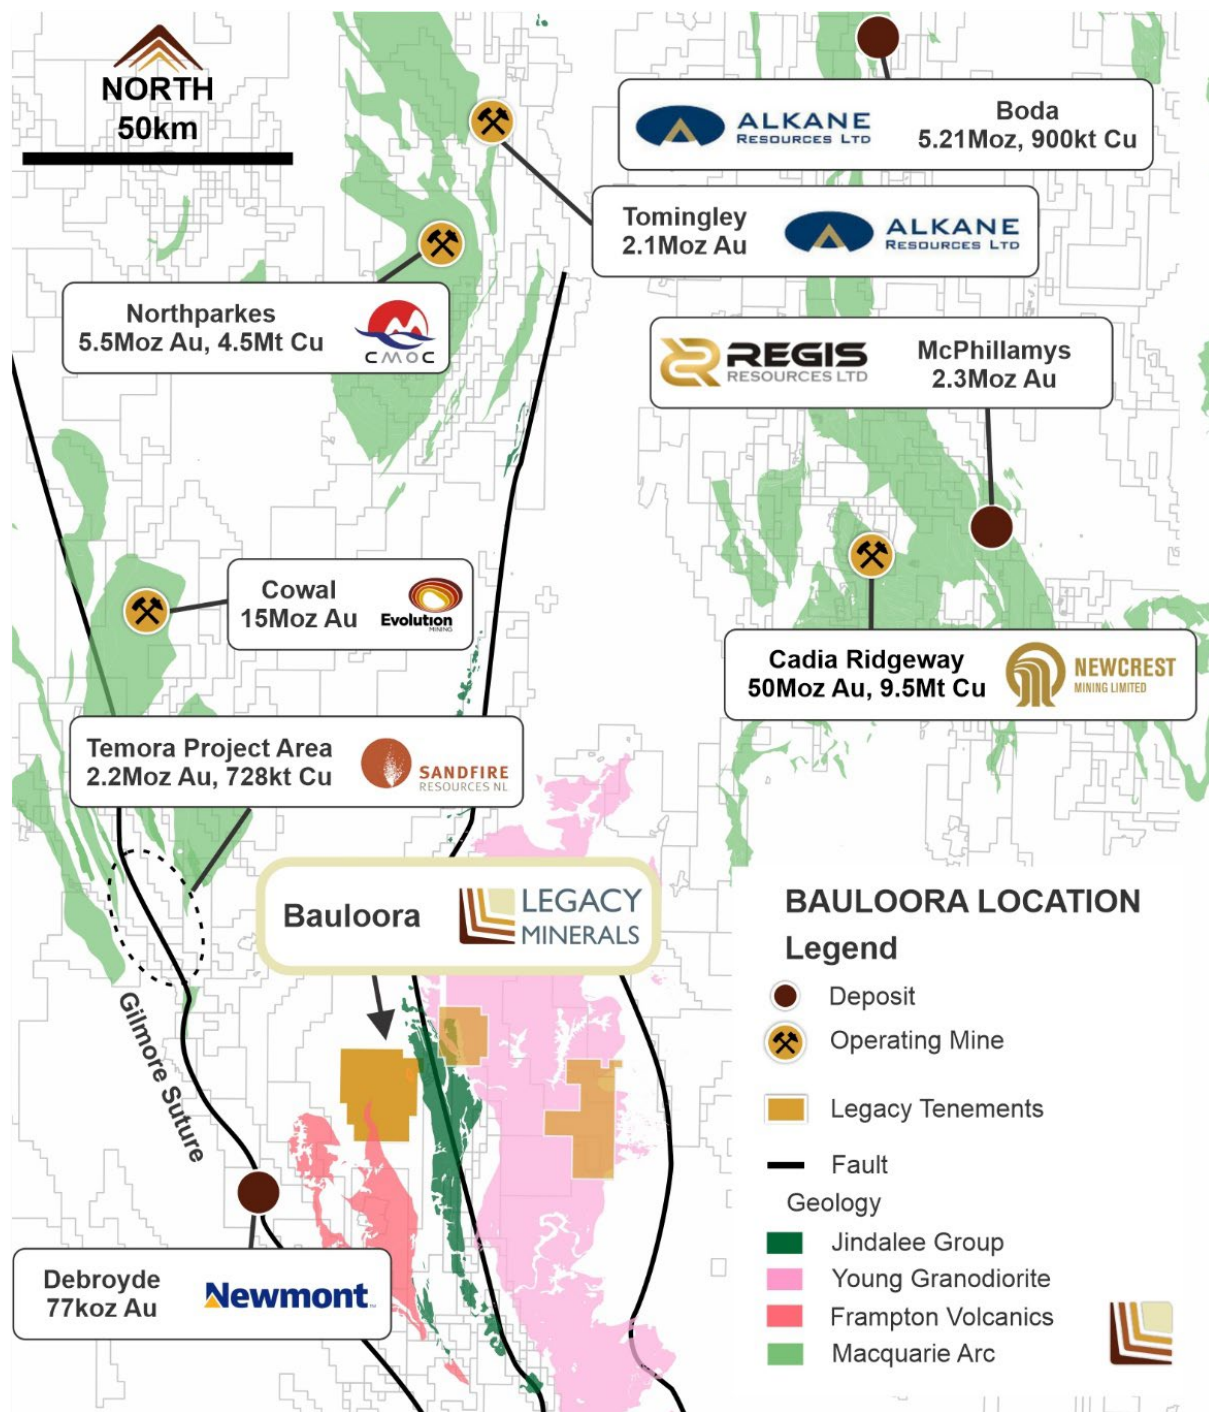 NORTH
50km
ALKANE
RESOURCES LTD
Boda
5.21Moz, 900kt Cu
Tomingley
2.1Moz Au
ALKANE
RESOURCES LTD
Northparkes
5.5Moz Au, 4.5Mt Cu
CMOC
REGIS
RESOURCES LTD
McPhillamys
2.3Moz Au
Cowal
15Moz Au
Evolution
MINING
Cadia Ridgeway
50Moz Au, 9.5Mt Cu
NEWCREST
MINING LIMITED
Temora Project Area
2.2Moz Au, 728kt Cu
SANDFIRE
RESOURCES NL
Bauloora
LEGACY
MINERALS
Gilmore Suture
Debroyde
77koz Au
Newmont
BAULOORA LOCATION
Legend
Deposit
Operating Mine
Legacy Tenements
Fault
Geology
Jindalee Group
Young Granodiorite
Frampton Volcanics
Macquarie Arc